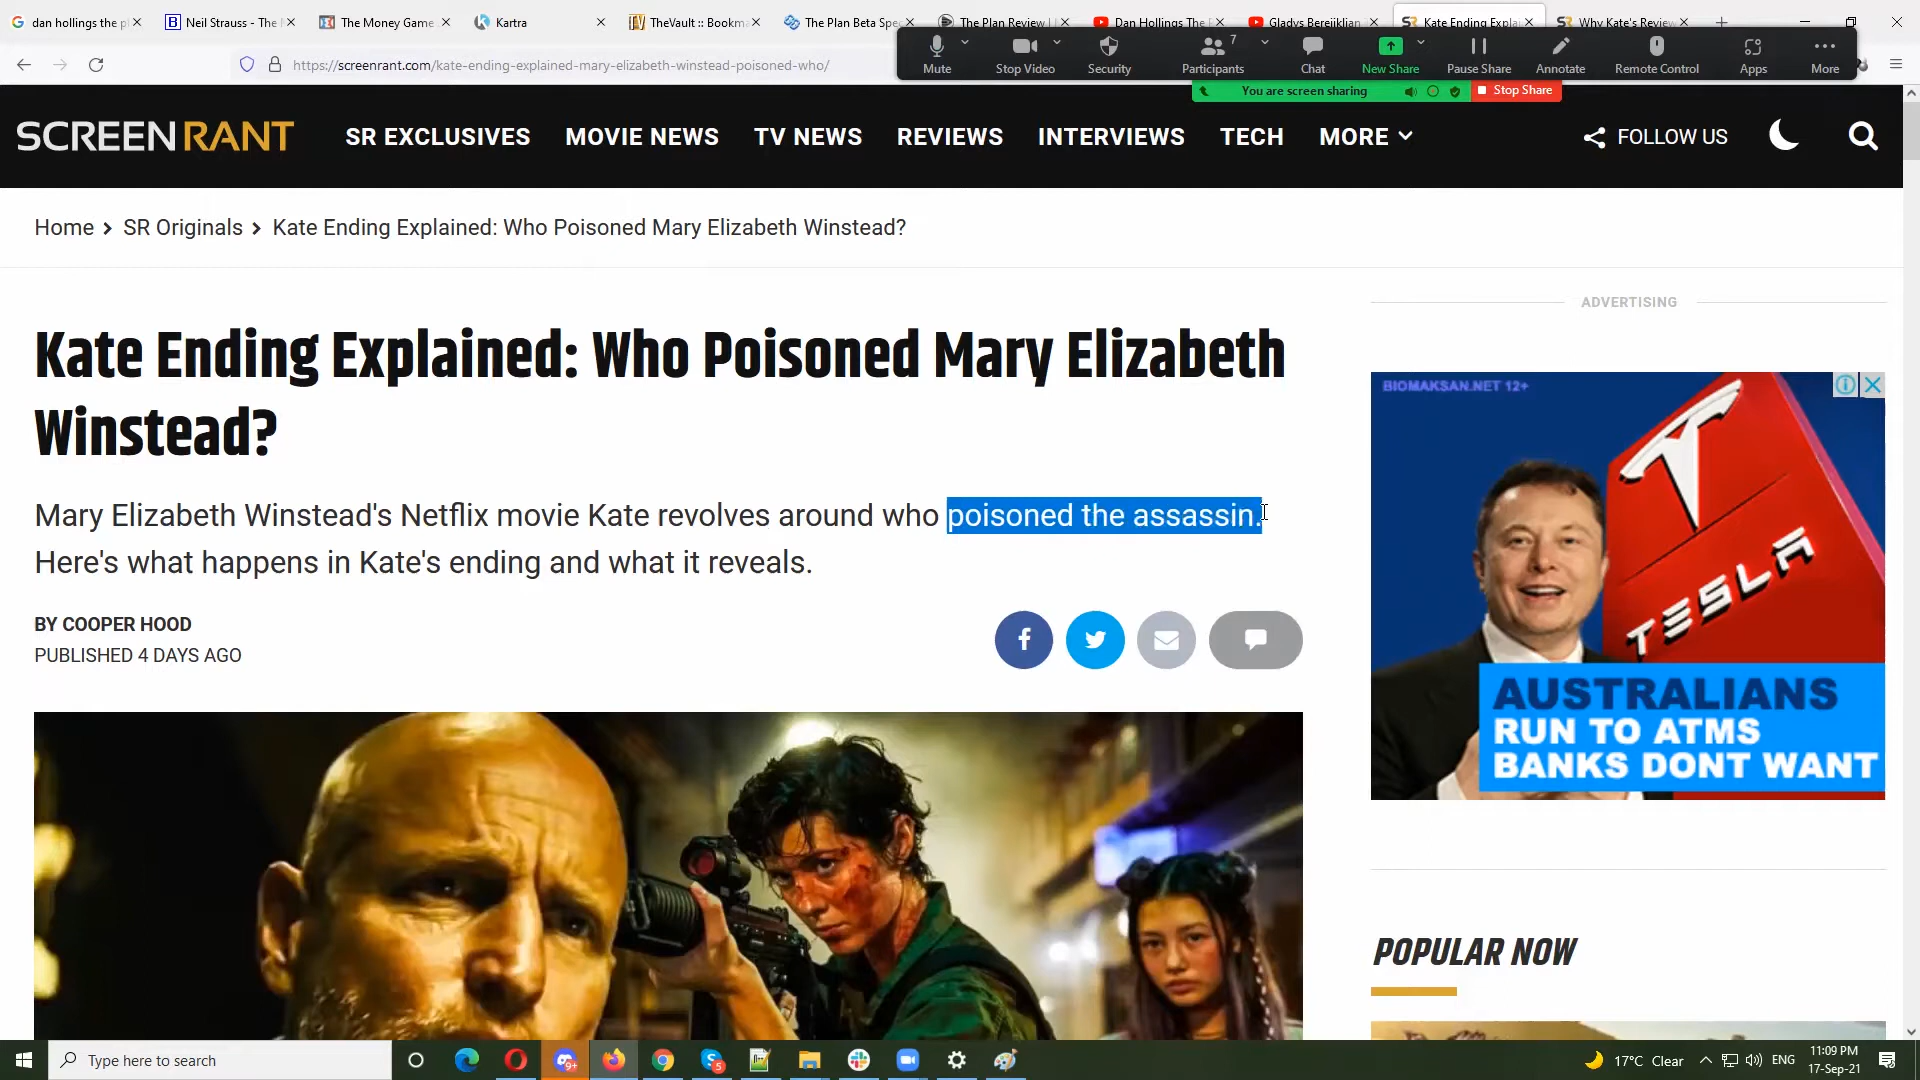 dan hollings the p
Neil Strauss - The
The Money Game
Kartra
TheVault :: Bookm
The Plan Beta Spec
The Plan Review |
Dan Hollings The
Gladys Berejiklian
Kate Ending Expla
Why Kate's Review
https://screenrant.com/kate-ending-explained-mary-elizabeth-winstead-poisoned-who/
Mute
Stop Video
Security
Participants
7
Chat
New Share
Pause Share
Annotate
Remote Control
Apps
More
You are screen sharing
Stop Share
SCREENRANT
SR EXCLUSIVES
MOVIE NEWS
TV NEWS
REVIEWS
INTERVIEWS
TECH
MORE
FOLLOW US
Home > SR Originals > Kate Ending Explained: Who Poisoned Mary Elizabeth Winstead?
ADVERTISING
Kate Ending Explained: Who Poisoned Mary Elizabeth
Winstead?
Mary Elizabeth Winstead's Netflix movie Kate revolves around who poisoned the assassin.
Here's what happens in Kate's ending and what it reveals.
BY COOPER HOOD
PUBLISHED 4 DAYS AGO
BIOMAKSAN.NET 12+
TESLA
AUSTRALIANS
RUN TO ATMS
BANKS DONT WANT
POPULAR NOW
Type here to search
9+
5
17°C Clear
ENG
11:09 PM
17-Sep-21